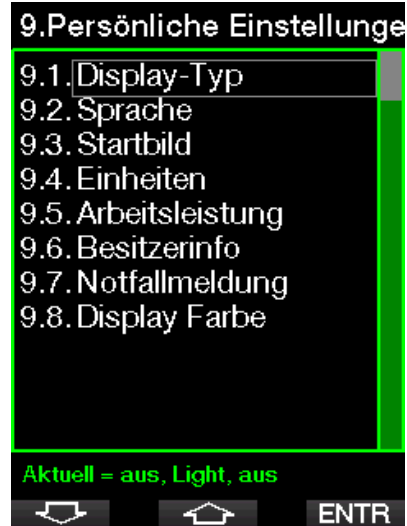 9.Persönliche Einstellunge
9.1. Display-Typ
9.2. Sprache
9.3. Startbild
9.4. Einheiten
9.5. Arbeitsleistung
9.6. Besitzerinfo
9.7. Notfallmeldung
9.8. Display Farbe
Aktuell = aus, Light, aus
ENTR